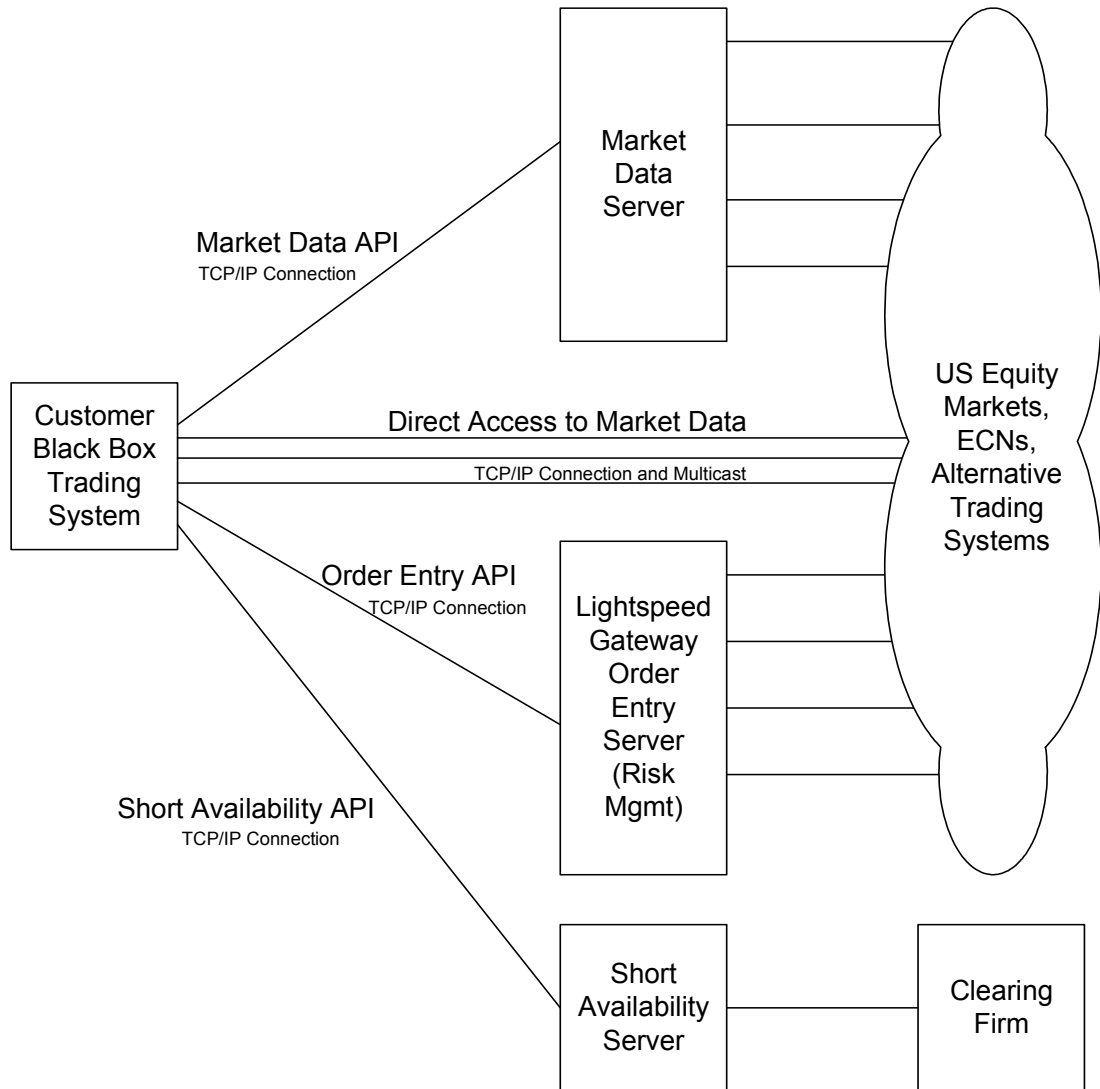 Market
Data
Server
Market Data API
TCP/IP Connection
Customer
Black Box
Trading
System
Direct Access to Market Data
TCP/IP Connection and Multicast
US Equity
Markets,
ECNs,
Alternative
Trading
Systems
Order Entry API
TCP/IP Connection
Lightspeed
Gateway
Order
Entry
Server
(Risk
Mgmt)
Short Availability API
TCP/IP Connection
Short
Availability
Server
Clearing
Firm